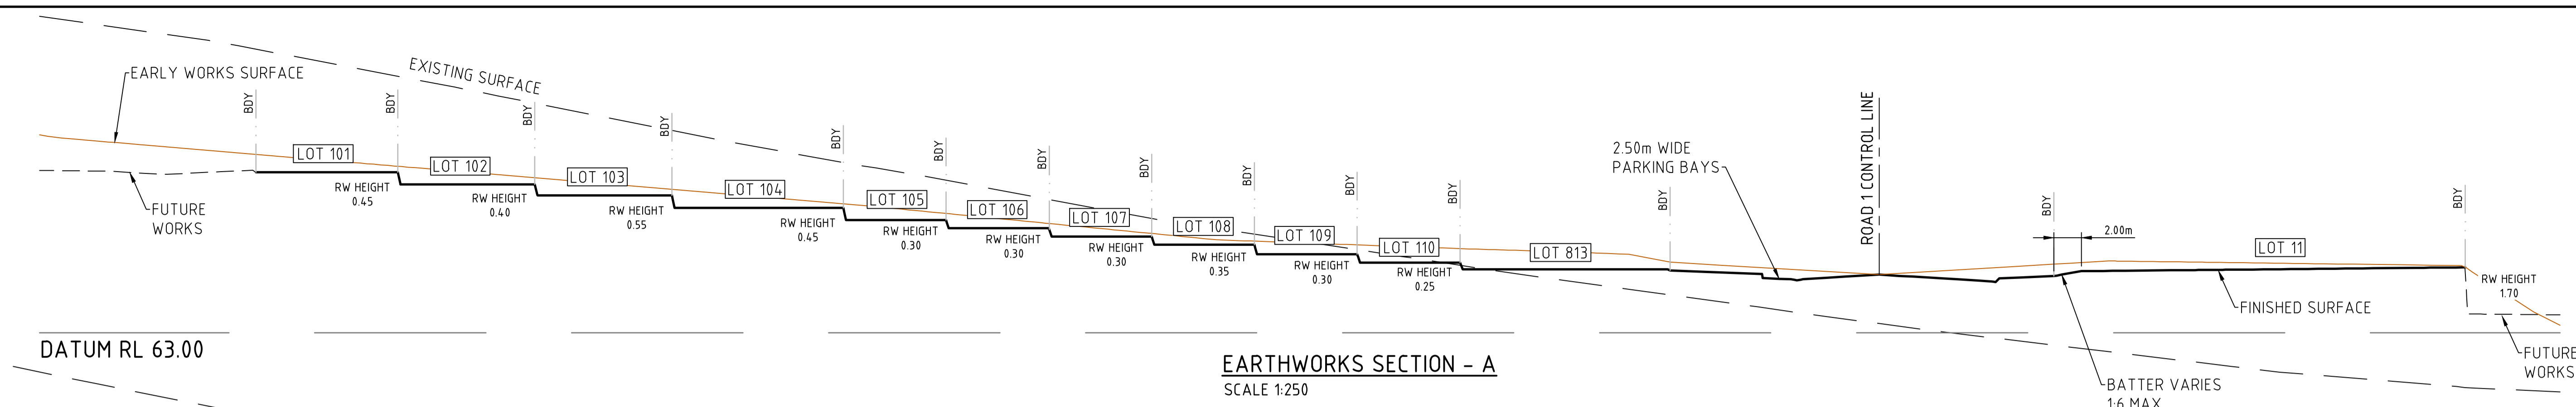 EARLY WORKS SURFACE
EXISTING SURFACE
BDY
BDY
BDY
BDY
BDY
BDY
BDY
BDY
BDY
BDY
BDY
BDY
BDY
BDY
LOT 101
LOT 102
LOT 103
LOT 104
LOT 105
LOT 106
LOT 107
LOT 108
LOT 109
LOT 110
LOT 813
LOT 11
2.50m WIDE
PARKING BAYS
ROAD 1 CONTROL LINE
2.00m
RW HEIGHT
0.45
RW HEIGHT
0.40
RW HEIGHT
0.55
RW HEIGHT
0.45
RW HEIGHT
0.30
RW HEIGHT
0.30
RW HEIGHT
0.30
RW HEIGHT
0.35
RW HEIGHT
0.30
RW HEIGHT
0.25
RW HEIGHT
1.70
FUTURE
WORKS
FINISHED SURFACE
DATUM RL 63.00
EARTHWORKS SECTION - A
SCALE 1:250
FUTURE
WORKS
BATTER VARIES
1:6 MAX